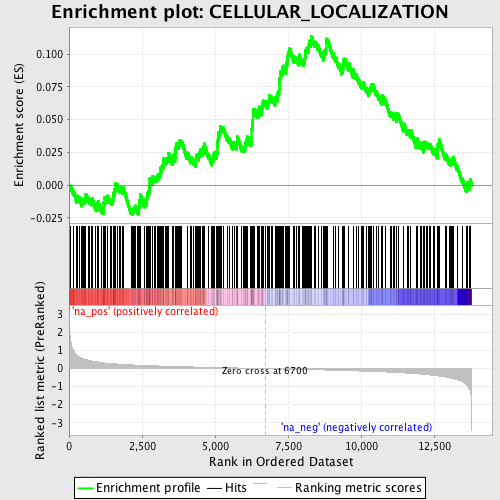 Enrichment plot: CELLULAR_LOCALIZATION
Enrichment score (ES)
0.100
0.075
0.050
0.025
0.000
-0.025
'na_pos' (positively correlated)
Ranked list metric (PreRanked)
3
2
1
0
-1
-2
-3
Zero cross at 6700
'na_neg' (negatively correlated)
0
2,500
5,000
7,500
10,000
12,500
Rank in Ordered Dataset
Enrichment profile
Hits
Ranking metric scores